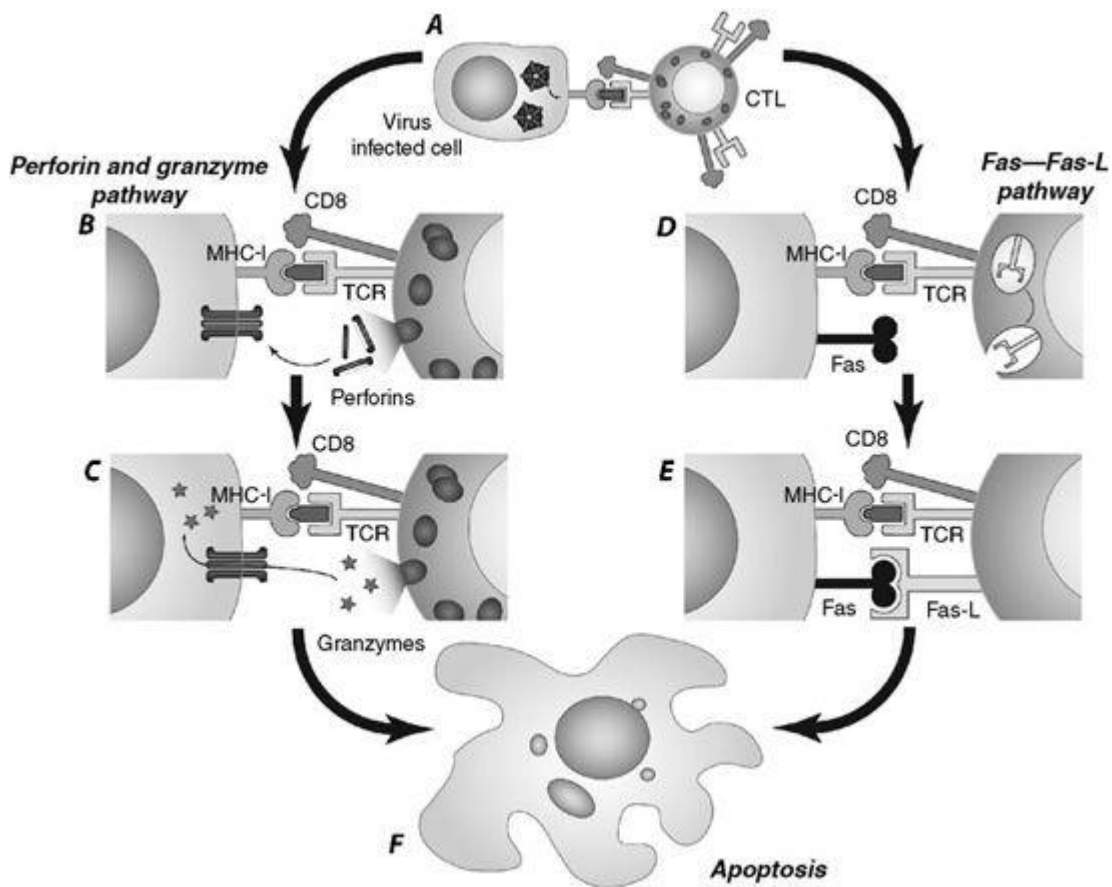 A
CTL
Virus
infected cell
Perforin and granzyme
pathway
Fas—Fas-L
pathway
B
CD8
MHC-I
TCR
Perforins
D
CD8
MHC-I
TCR
Fas
C
CD8
MHC-I
TCR
Granzymes
E
CD8
MHC-I
TCR
Fas
Fas-L
F
Apoptosis